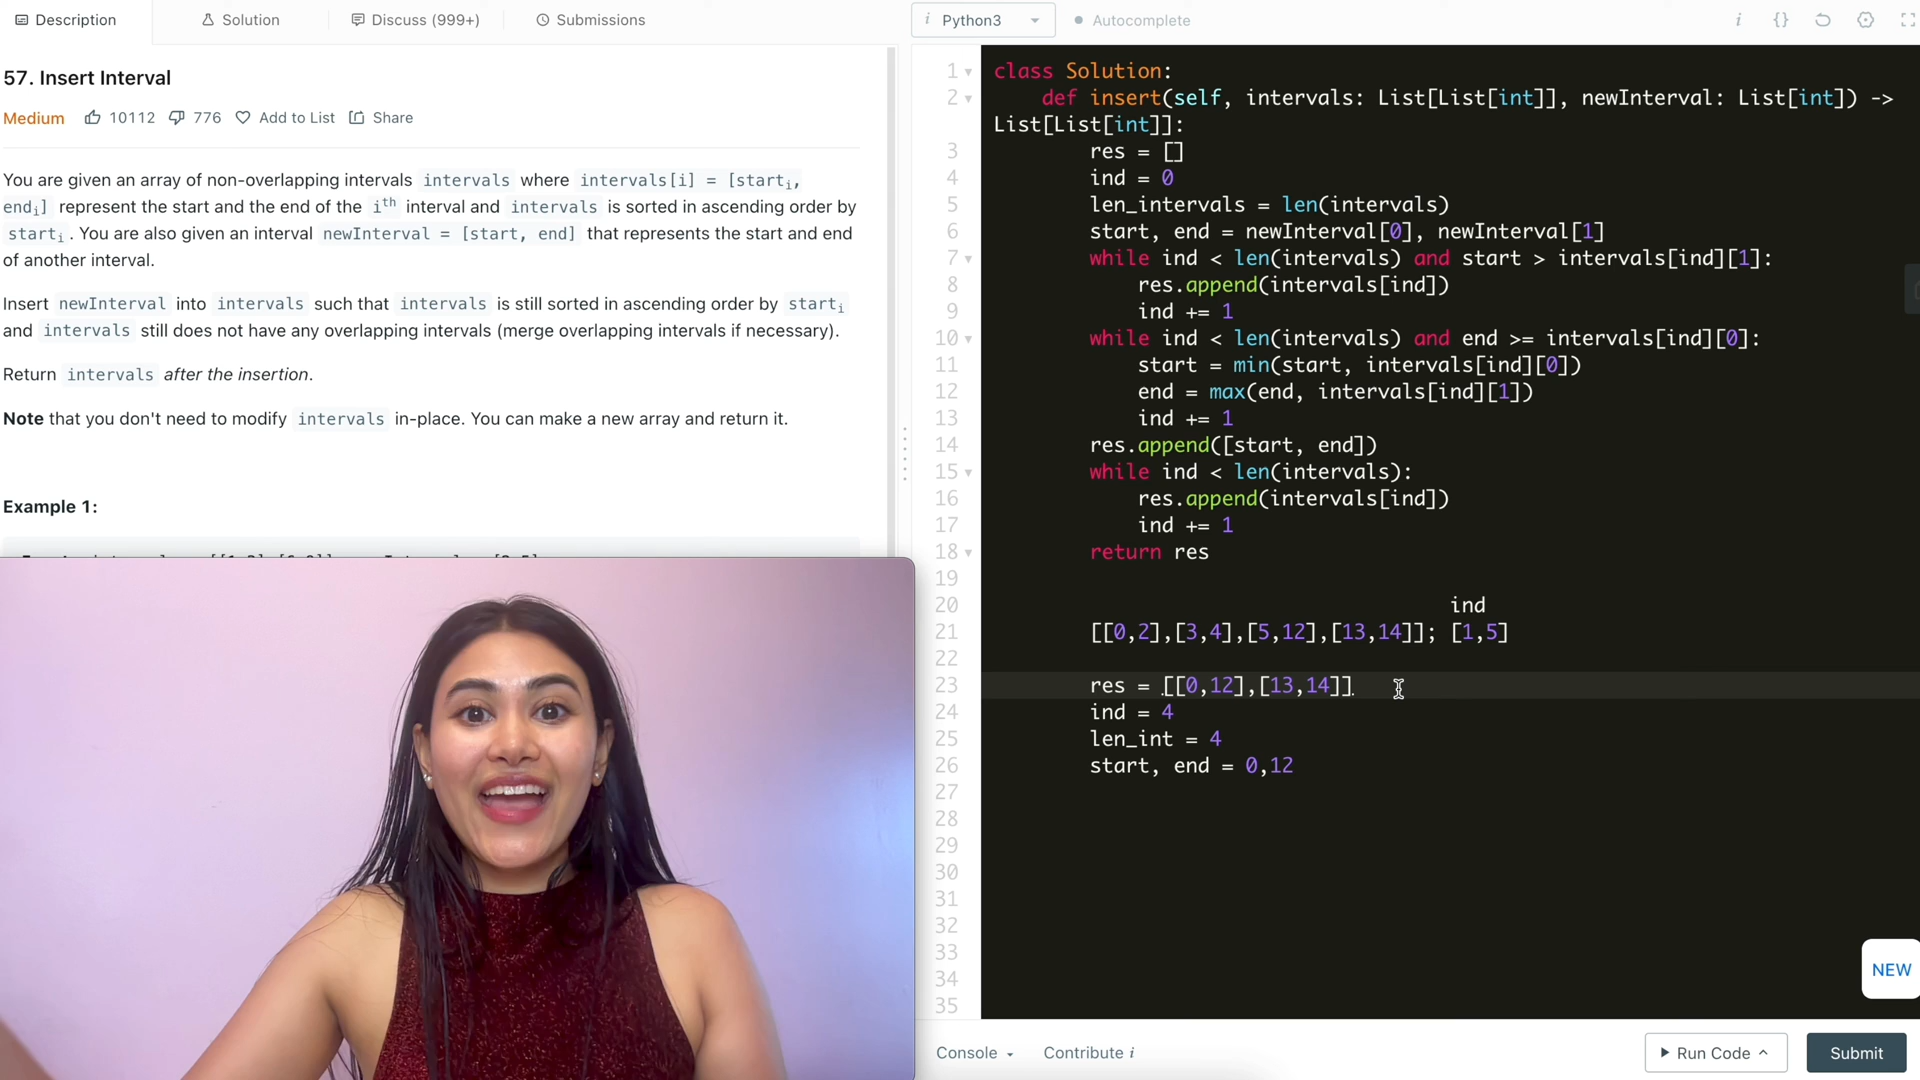 Description
Solution
Discuss (999+)
Submissions
i Python3
Autocomplete
i {}
57. Insert Interval
Medium 10112 776 Add to List Share
You are given an array of non-overlapping intervals intervals where intervals[i] = [starti,
endi] represent the start and the end of the ith interval and intervals is sorted in ascending order by
starti. You are also given an interval newInterval = [start, end] that represents the start and end
of another interval.
Insert newInterval into intervals such that intervals is still sorted in ascending order by starti
and intervals still does not have any overlapping intervals (merge overlapping intervals if necessary).
Return intervals after the insertion.
Note that you don't need to modify intervals in-place. You can make a new array and return it.
Example 1:
1 class Solution:
2 def insert(self, intervals: List[List[int]], newInterval: List[int]) ->
List[List[int]]:
3 res = []
4 ind = 0
5 len_intervals = len(intervals)
6 start, end = newInterval[0], newInterval[1]
7 while ind < len(intervals) and start > intervals[ind][1]:
8 res.append(intervals[ind])
9 ind += 1
10 while ind < len(intervals) and end >= intervals[ind][0]:
11 start = min(start, intervals[ind][0])
12 end = max(end, intervals[ind][1])
13 ind += 1
14 res.append([start, end])
15 while ind < len(intervals):
16 res.append(intervals[ind])
17 ind += 1
18 return res
19
20 ind
21 [[0,2],[3,4],[5,12],[13,14]]; [1,5]
22
23 res = [[0,12],[13,14]]
24 ind = 4
25 len_int = 4
26 start, end = 0,12
27
28
29
30
31
32
33
34
35
NEW
Console
Contribute i
Run Code
Submit